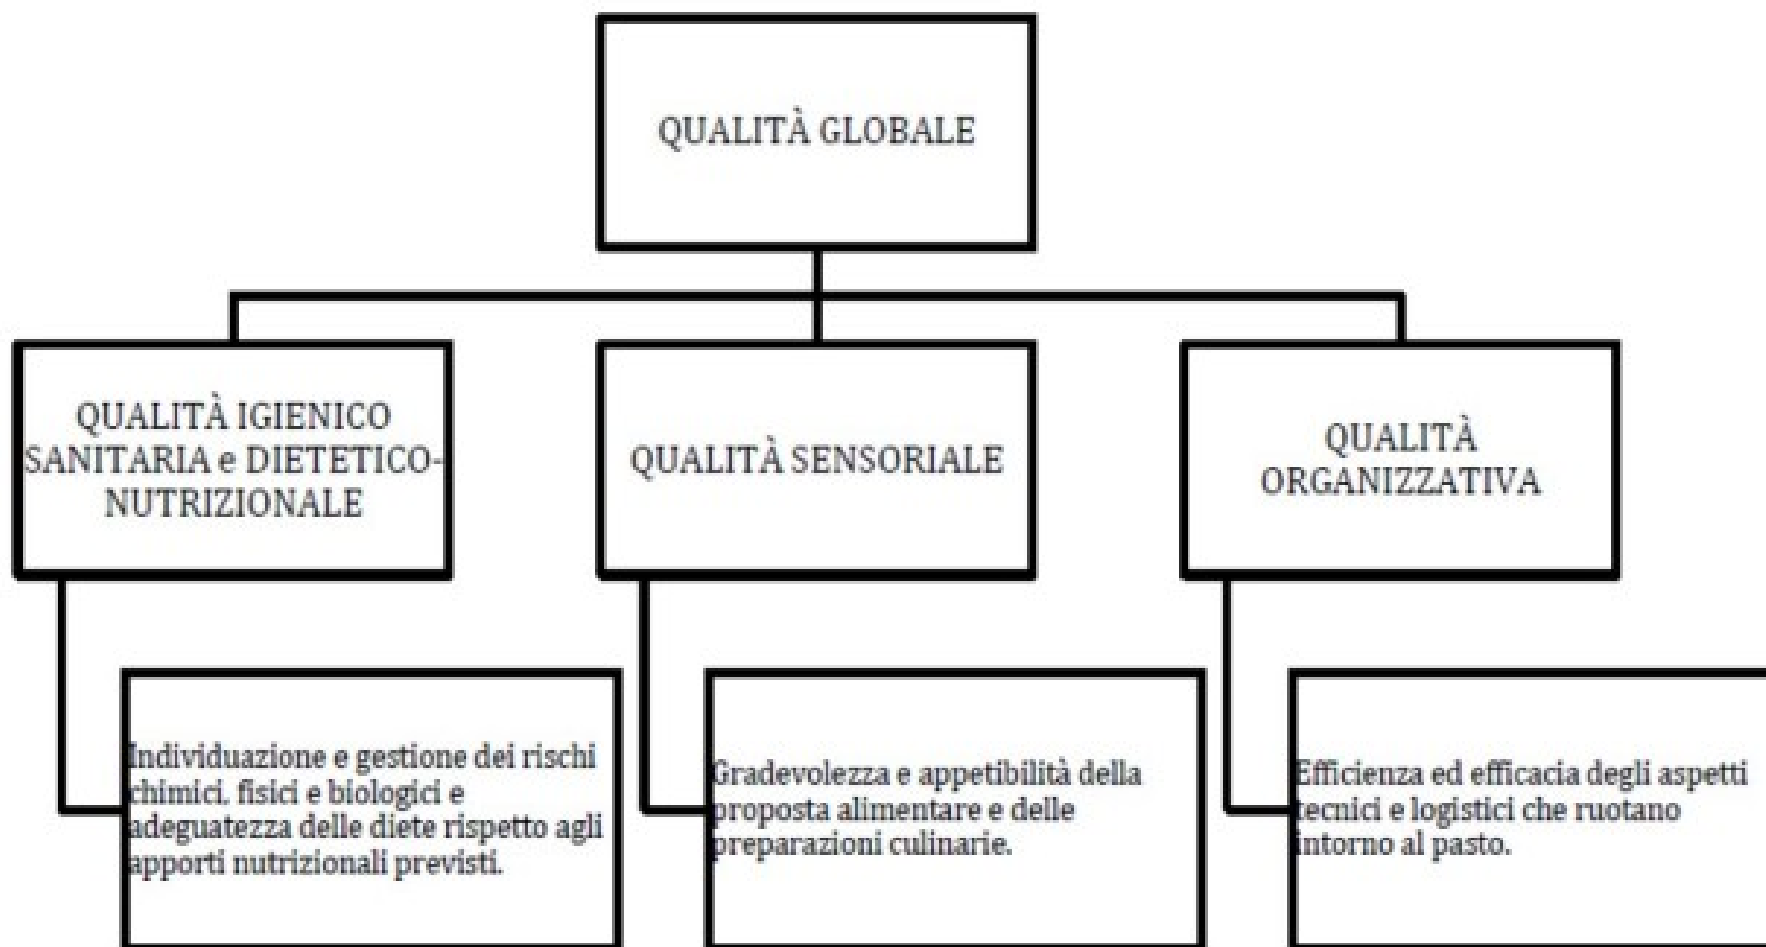 QUALITÀ GLOBALE
QUALITÀ IGIENICO
SANITARIA e DIETETICO-
NUTRIZIONALE
QUALITÀ SENSORIALE
QUALITÀ
ORGANIZZATIVA
Individuazione e gestione dei rischi
chimici, fisici e biologici e
adeguatezza delle diete rispetto agli
apporti nutrizionali previsti.
Gradevolezza e appetibilità della
proposta alimentare e delle
preparazioni culinarie.
Efficienza ed efficacia degli aspetti
tecnici e logistici che ruotano
intorno al pasto.